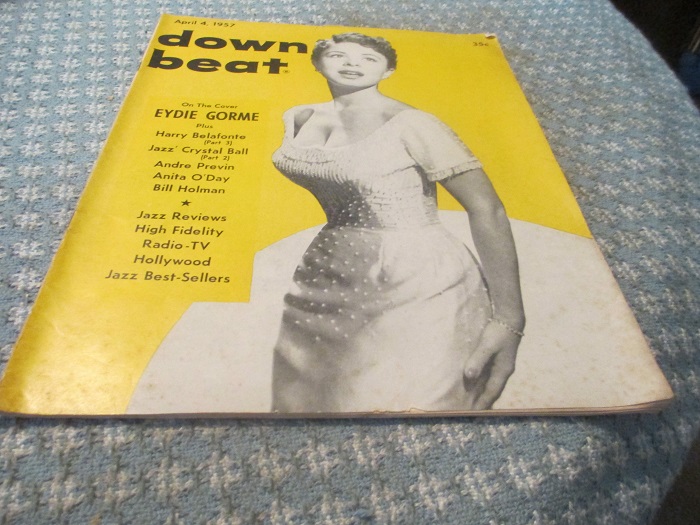 April 4, 1957
35c
down
beat
On The Cover
EYDIE GORME
Plus
Harry Belafonte
(Part 3)
Jazz' Crystal Ball
(Part 2)
Andre Previn
Anita O'Day
Bill Holman
★
Jazz Reviews
High Fidelity
Radio-TV
Hollywood
Jazz Best-Sellers